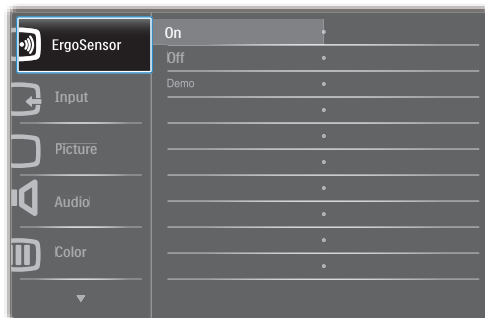 ErgoSensor
On
Off
Demo
Input
Picture
Audio
Color